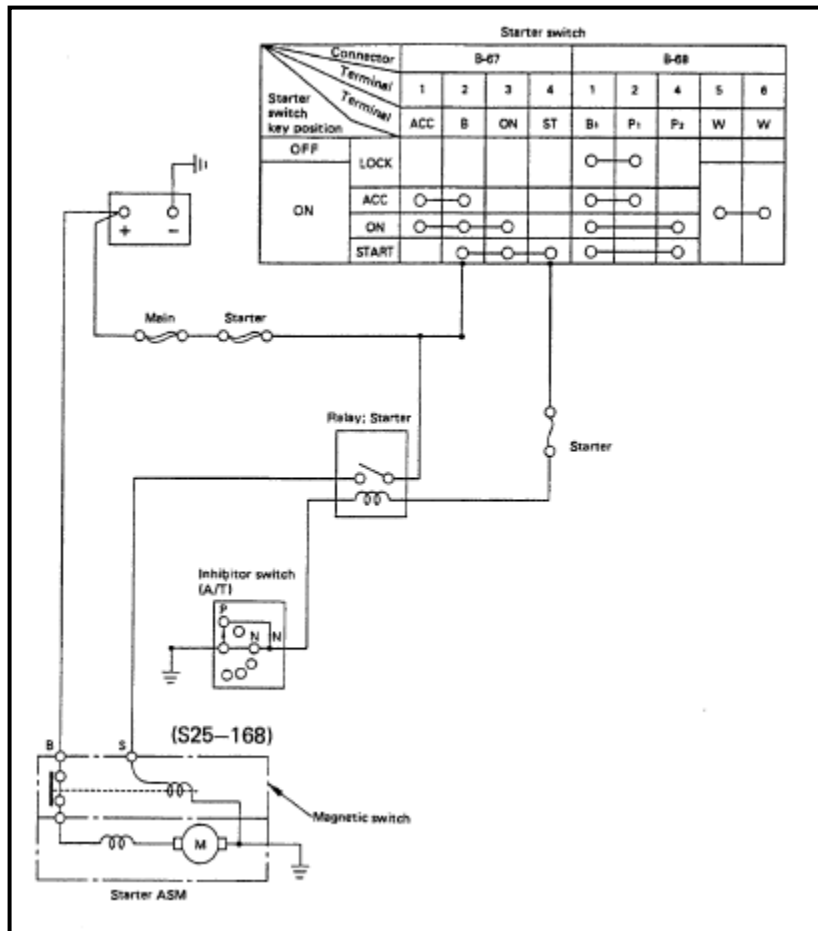 Starter switch
Connector B-67 B-68
Terminal 1 2 3 4 1 2 4 5 6
Terminal ACC B ON ST B+ P1 P2 W W
Starter
switch
key position
OFF LOCK
ON ACC
ON
START
+ −
Main Starter
Relay; Starter
Starter
Inhibitor switch
(A/T)
P
N N
(S25−168)
B S
Magnetic switch
M
Starter ASM